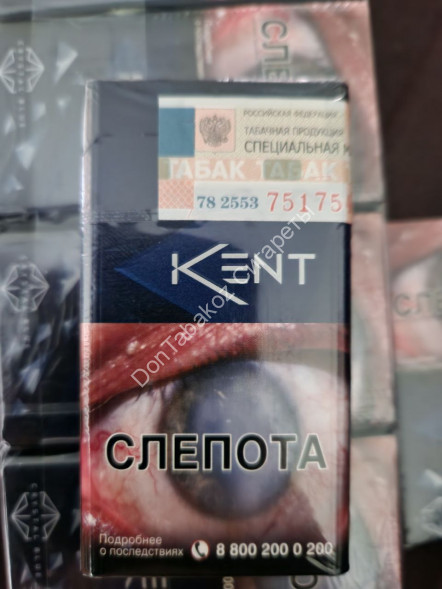 РОССИЙСКАЯ ФЕДЕРАЦИЯ
ТАБАЧНАЯ ПРОДУКЦИЯ
СПЕЦИАЛЬНАЯ
ТАБАК ТАБАК
78 2553 75175
KENT
DonTabakoz Сигареты
СЛЕПОТА
Подробнее
о последствиях
8 800 200 0 200